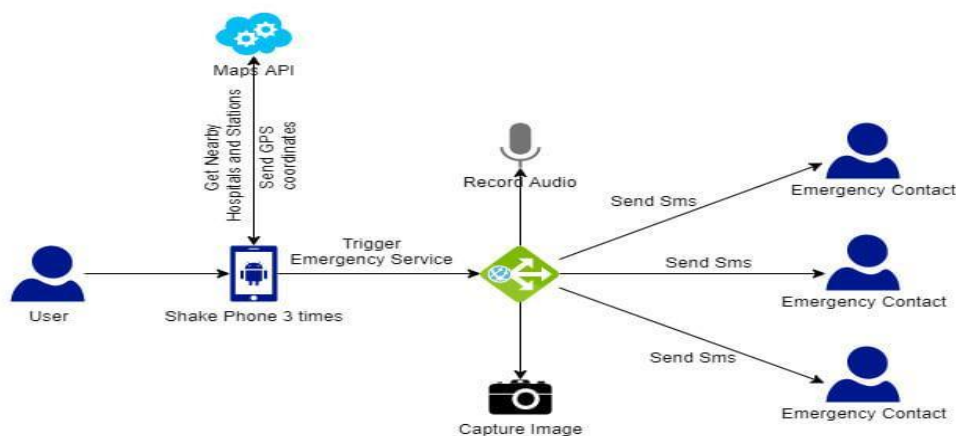 Maps API
Get Nearby
Hospitals and Stations
Send GPS
coordinates
Record Audio
Send Sms
Emergency Contact
Trigger
Emergency Service
Send Sms
User
Shake Phone 3 times
Emergency Contact
Send Sms
Capture Image
Emergency Contact